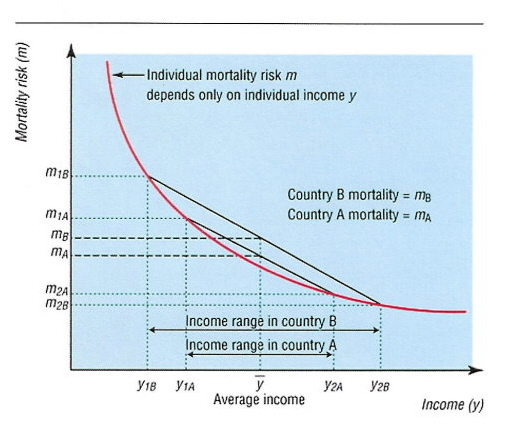 Mortality risk (m)
Individual mortality risk m
depends only on individual income y
m1B
m1A
mB
mA
m2A
m2B
Country B mortality = mB
Country A mortality = mA
Income range in country B
Income range in country A
y1B y1A y̅ y2A y2B
Average income
Income (y)